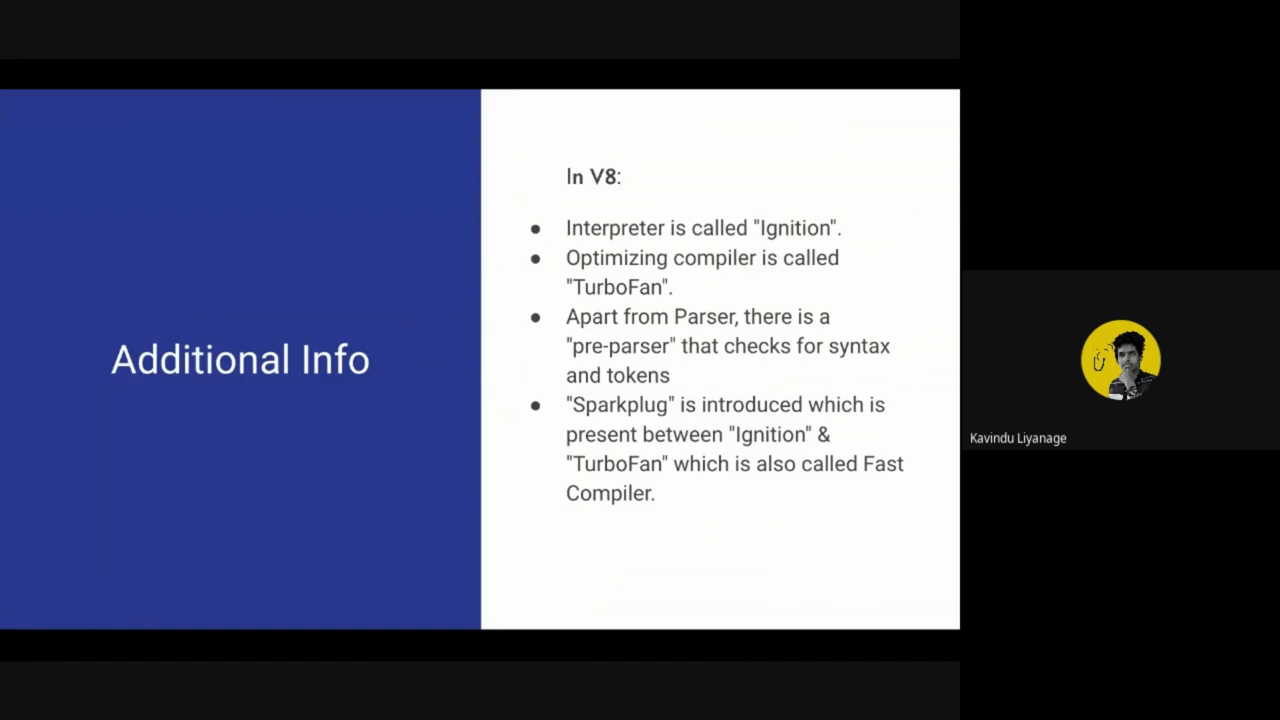 Additional Info
In V8:
● Interpreter is called "Ignition".
● Optimizing compiler is called
"TurboFan".
● Apart from Parser, there is a
"pre-parser" that checks for syntax
and tokens
● "Sparkplug" is introduced which is
present between "Ignition" &
"TurboFan" which is also called Fast
Compiler.
Kavindu Liyanage